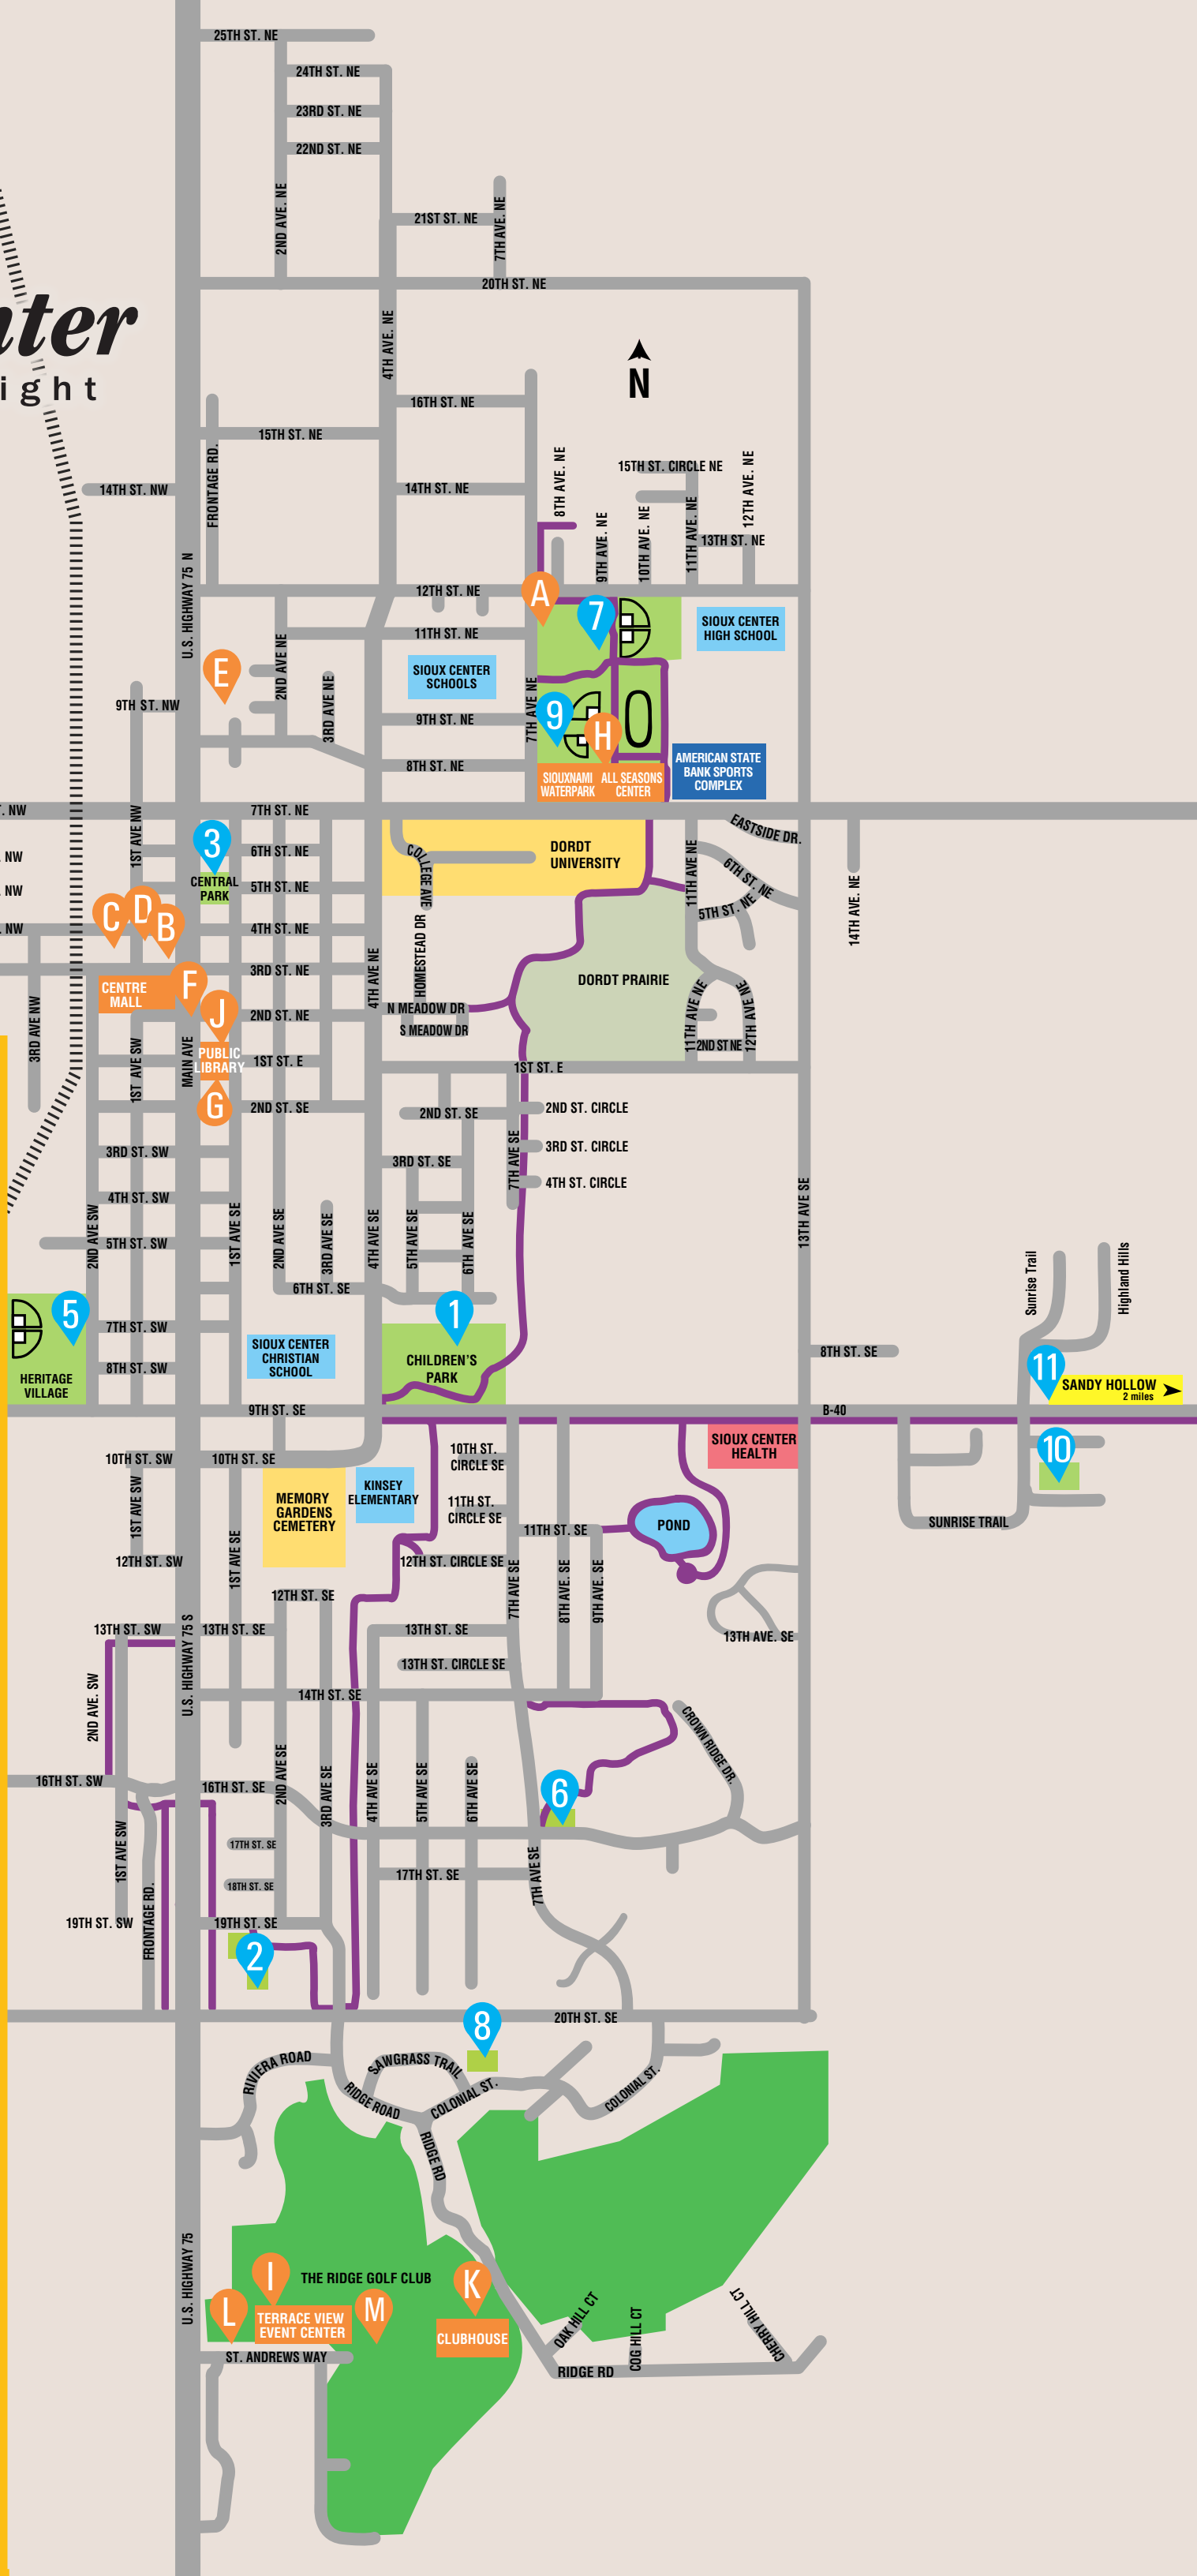 25TH ST. NE
24TH ST. NE
23RD ST. NE
22ND ST. NE
2ND AVE. NE
21ST ST. NE
7TH AVE. NE
20TH ST. NE
nter
ight
4TH AVE. NE
N
16TH ST. NE
15TH ST. NE
FRONTAGE RD.
14TH ST. NW
14TH ST. NE
8TH AVE. NE
15TH ST. CIRCLE NE
12TH AVE. NE
9TH AVE. NE
10TH AVE. NE
11TH AVE. NE
13TH ST. NE
U.S. HIGHWAY 75 N
12TH ST. NE
A
7
SIOUX CENTER
HIGH SCHOOL
11TH ST. NE
2ND AVE NE
E
SIOUX CENTER
SCHOOLS
3RD AVE NE
7TH AVE NE
9TH ST. NW
9TH ST. NE
9
H
8TH ST. NE
SIOUXNAMI
WATERPARK
ALL SEASONS
CENTER
AMERICAN STATE
BANK SPORTS
COMPLEX
T. NW
7TH ST. NE
1ST AVE NW
3
6TH ST. NE
NW
CENTRAL
PARK
5TH ST. NE
NW
COLLEGE AVE
DORDT
UNIVERSITY
EASTSIDE DR.
11TH AVE NE
6TH ST. NE
5TH ST. NE
14TH AVE. NE
C
D
B
4TH ST. NE
NW
HOMESTEAD DR
4TH AVE NE
3RD ST. NE
DORDT PRAIRIE
CENTRE
MALL
F
J
2ND ST. NE
N MEADOW DR
S MEADOW DR
11TH AVE NE
12TH AVE NE
2ND ST NE
3RD AVE NW
1ST AVE SW
MAIN AVE
PUBLIC
LIBRARY
1ST ST. E
1ST ST. E
G
2ND ST. SE
2ND ST. SE
2ND ST. CIRCLE
3RD ST. SW
3RD ST. SE
7TH AVE SE
3RD ST. CIRCLE
4TH ST. SW
4TH ST. CIRCLE
2ND AVE SW
1ST AVE SE
2ND AVE SE
3RD AVE SE
4TH AVE SE
5TH AVE SE
6TH AVE SE
13TH AVE SE
5TH ST. SW
6TH ST. SE
Sunrise Trail
Highland Hills
5
1
7TH ST. SW
HERITAGE
VILLAGE
8TH ST. SW
SIOUX CENTER
CHRISTIAN
SCHOOL
CHILDREN'S
PARK
8TH ST. SE
11
SANDY HOLLOW
2 miles
9TH ST. SE
B-40
10TH ST. SW
10TH ST. SE
10TH ST.
CIRCLE SE
SIOUX CENTER
HEALTH
10
1ST AVE SW
MEMORY
GARDENS
CEMETERY
KINSEY
ELEMENTARY
11TH ST.
CIRCLE SE
11TH ST. SE
POND
SUNRISE TRAIL
12TH ST. SW
1ST AVE SE
12TH ST. CIRCLE SE
7TH AVE SE
8TH AVE. SE
9TH AVE. SE
12TH ST. SE
13TH ST. SW
13TH ST. SE
13TH ST. SE
13TH AVE. SE
U.S. HIGHWAY 75 S
13TH ST. CIRCLE SE
2ND AVE. SW
14TH ST. SE
CROWN RIDGE DR.
16TH ST. SW
16TH ST. SE
2ND AVE SE
3RD AVE SE
4TH AVE SE
5TH AVE SE
6TH AVE SE
6
1ST AVE SW
17TH ST. SE
17TH ST. SE
7TH AVE SE
18TH ST. SE
FRONTAGE RD.
19TH ST. SW
19TH ST. SE
2
20TH ST. SE
8
RIVIERA ROAD
SAWGRASS TRAIL
RIDGE ROAD
COLONIAL ST.
COLONIAL ST.
RIDGE RD
U.S. HIGHWAY 75
THE RIDGE GOLF CLUB
I
L
M
K
TERRACE VIEW
EVENT CENTER
CLUBHOUSE
OAK HILL CT
COG HILL CT
CHERRY HILL CT
ST. ANDREWS WAY
RIDGE RD